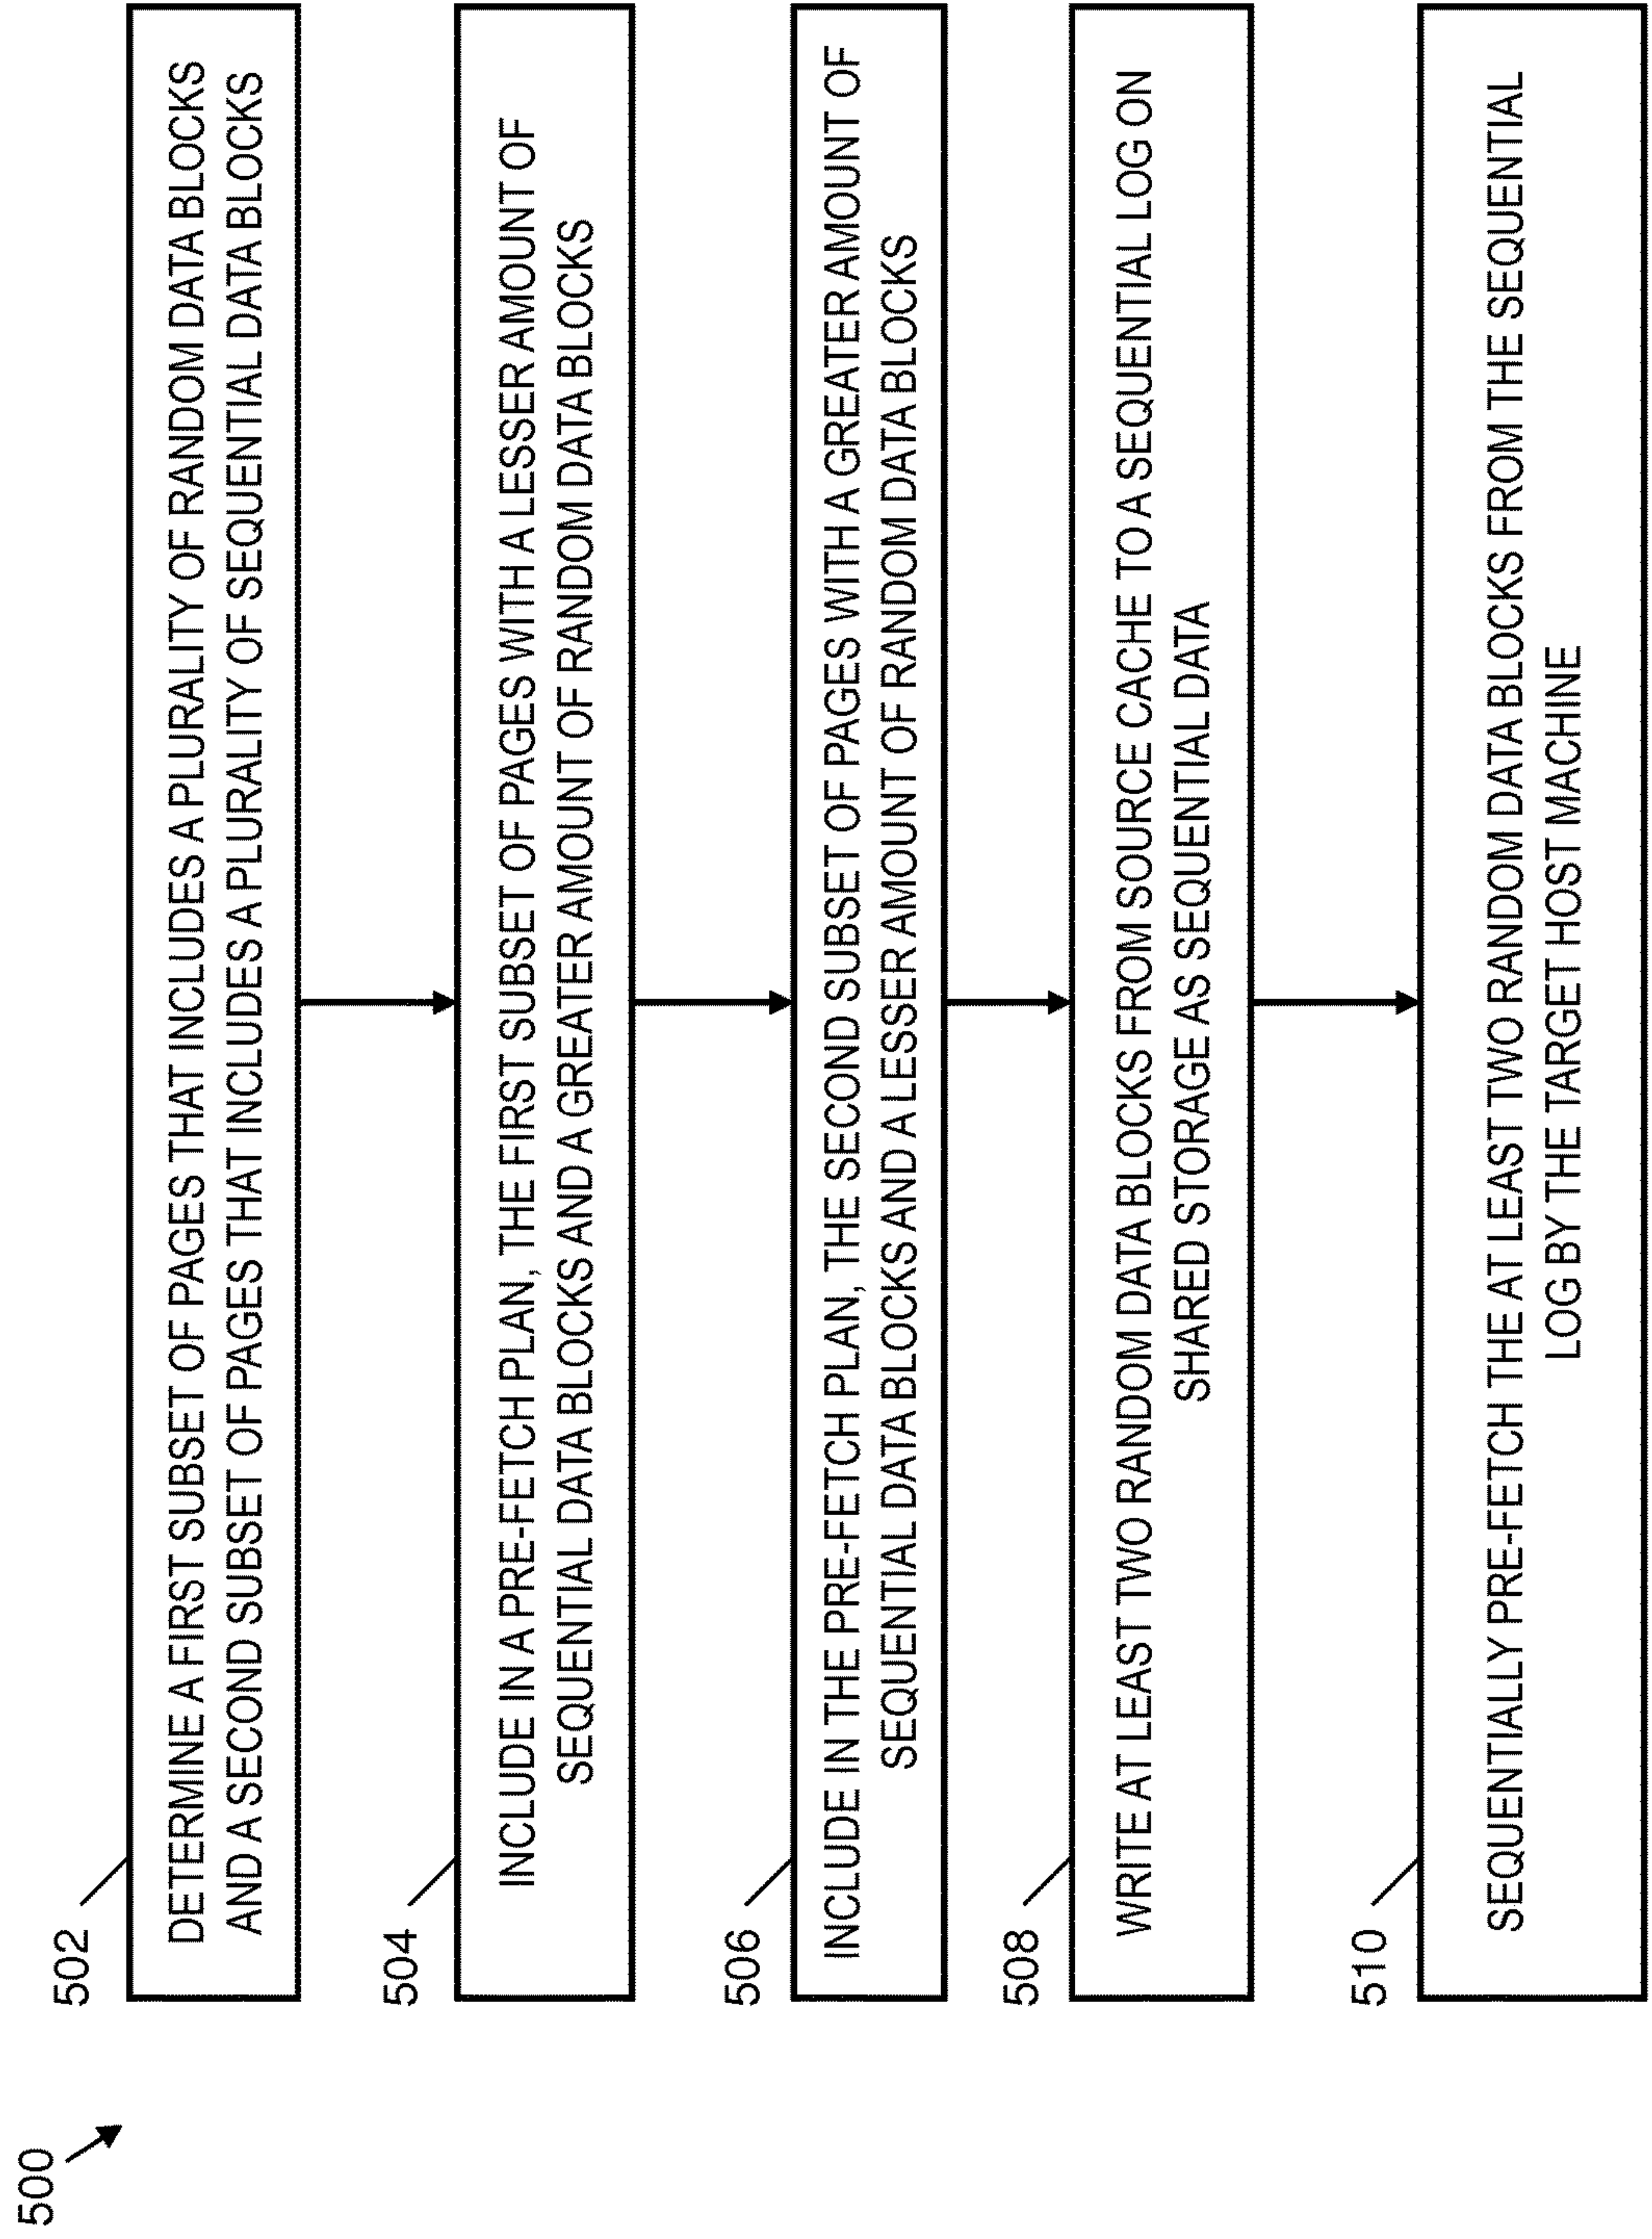 500
502
DETERMINE A FIRST SUBSET OF PAGES THAT INCLUDES A PLURALITY OF RANDOM DATA BLOCKS
AND A SECOND SUBSET OF PAGES THAT INCLUDES A PLURALITY OF SEQUENTIAL DATA BLOCKS
504
INCLUDE IN A PRE-FETCH PLAN, THE FIRST SUBSET OF PAGES WITH A LESSER AMOUNT OF
SEQUENTIAL DATA BLOCKS AND A GREATER AMOUNT OF RANDOM DATA BLOCKS
506
INCLUDE IN THE PRE-FETCH PLAN, THE SECOND SUBSET OF PAGES WITH A GREATER AMOUNT OF
SEQUENTIAL DATA BLOCKS AND A LESSER AMOUNT OF RANDOM DATA BLOCKS
508
WRITE AT LEAST TWO RANDOM DATA BLOCKS FROM SOURCE CACHE TO A SEQUENTIAL LOG ON
SHARED STORAGE AS SEQUENTIAL DATA
510
SEQUENTIALLY PRE-FETCH THE AT LEAST TWO RANDOM DATA BLOCKS FROM THE SEQUENTIAL
LOG BY THE TARGET HOST MACHINE